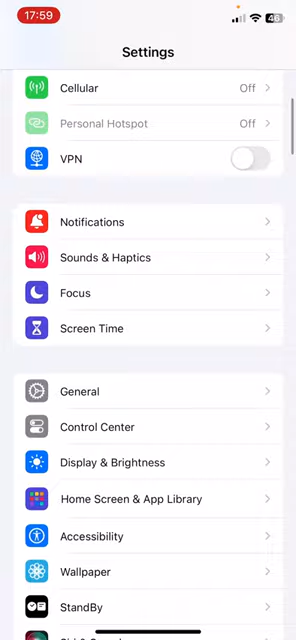 17:59
46
Settings
Cellular Off
Personal Hotspot Off
VPN
Notifications
Sounds & Haptics
Focus
Screen Time
General
Control Center
Display & Brightness
Home Screen & App Library
Accessibility
Wallpaper
StandBy